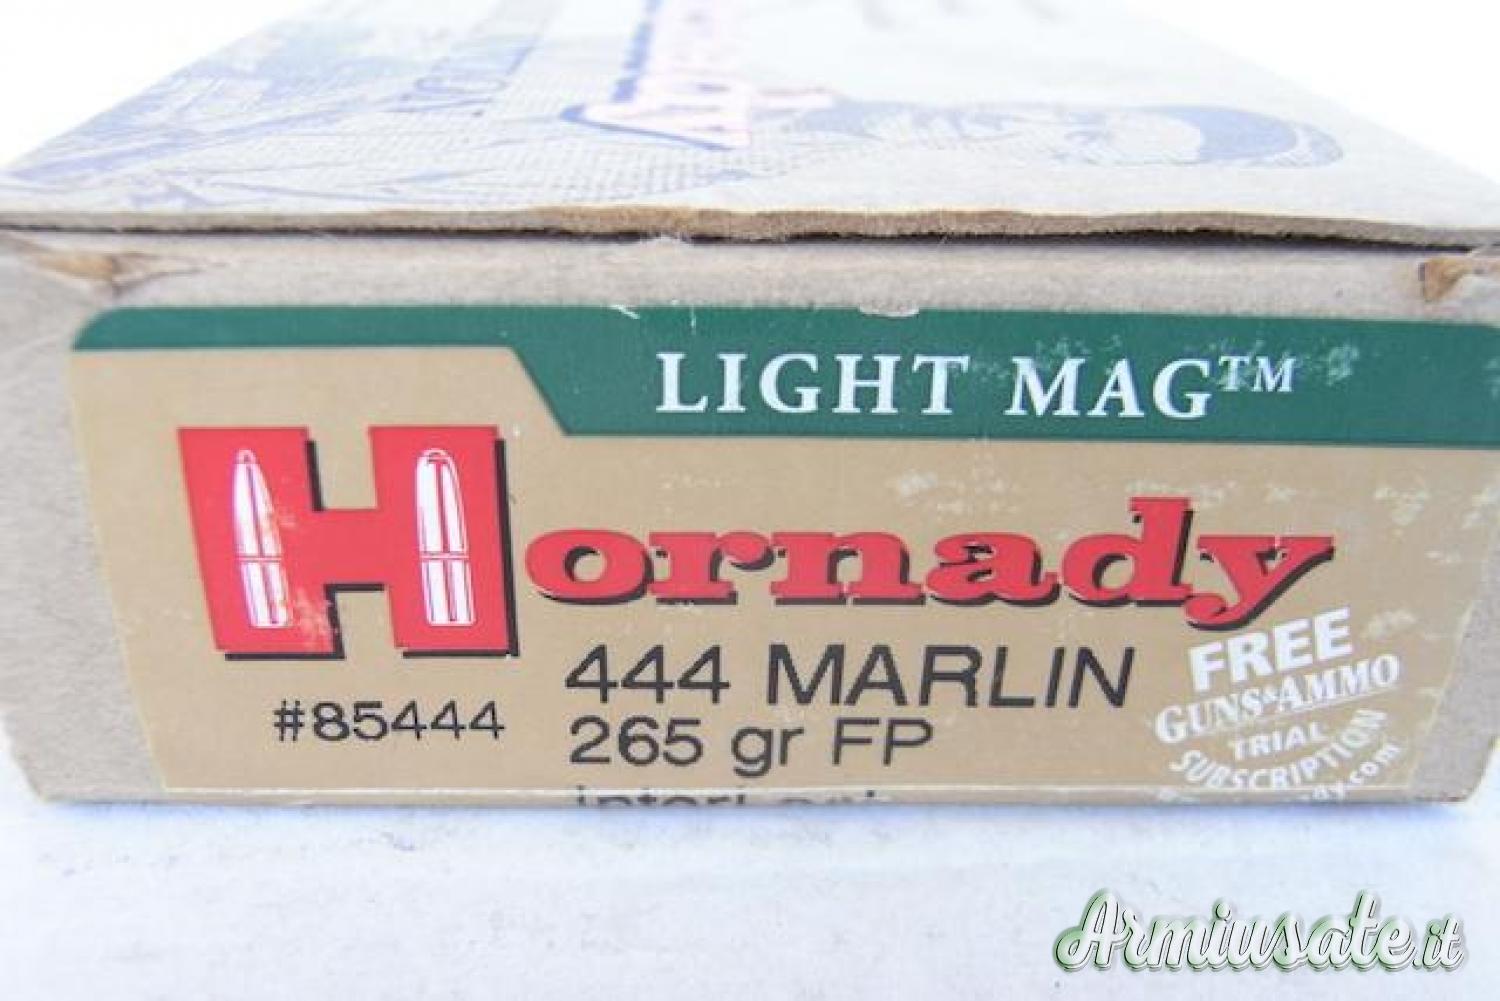 LIGHT MAG™
Hornady
444 MARLIN
#85444
265 gr FP
FREE
GUNS&AMMO
TRIAL
SUBSCRIPTION
Armiusate.it